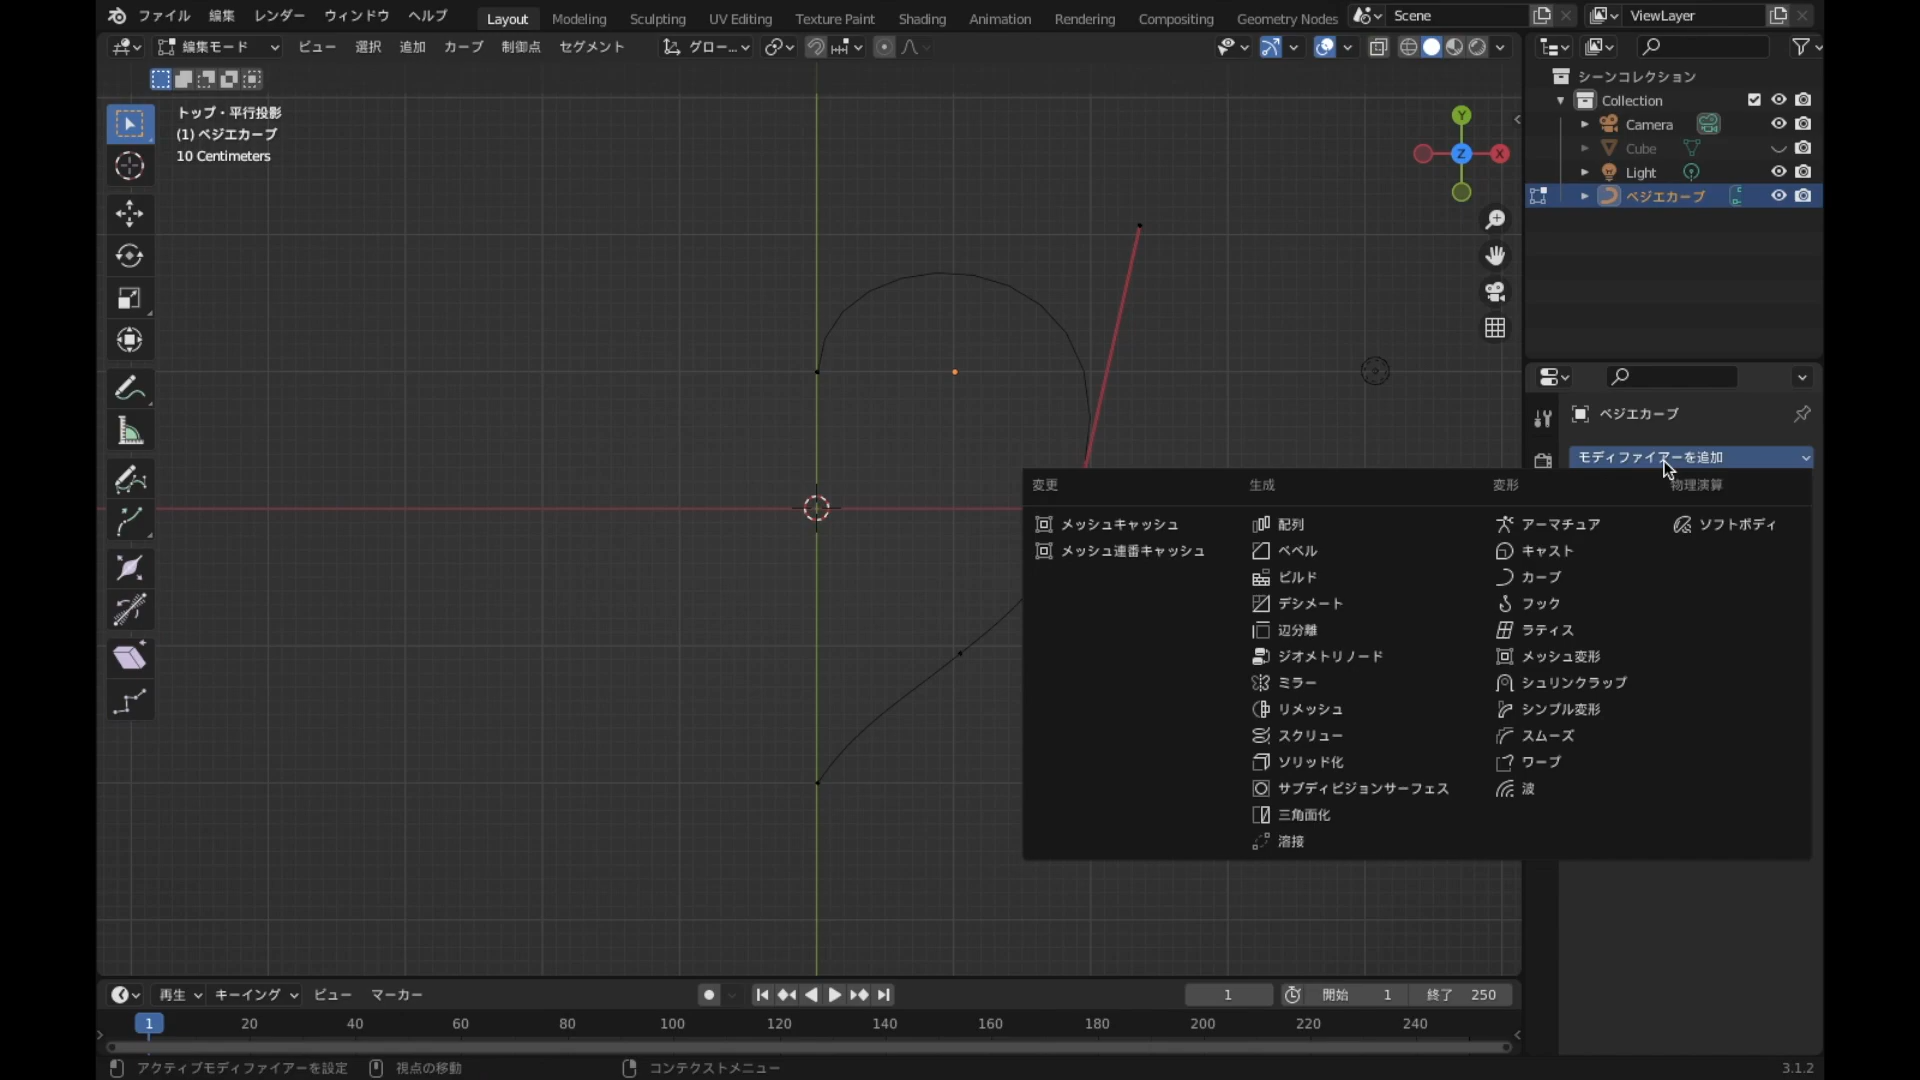 ファイル 編集 レンダー ウィンドウ ヘルプ Layout Modeling Sculpting UV Editing Texture Paint Shading Animation Rendering Compositing Geometry Nodes Scene ViewLayer
編集モード ビュー 選択 追加 カーブ 制御点 セグメント グロー...
トップ・平行投影
(1) ベジエカーブ
10 Centimeters
Y
Z
X
シーンコレクション
Collection
Camera
Cube
Light
ベジエカーブ
ベジエカーブ
モディファイアーを追加
変更 生成 変形 物理演算
メッシュキャッシュ 配列 アーマチュア ソフトボディ
メッシュ連番キャッシュ ベベル キャスト
ビルド カーブ
デシメート フック
辺分離 ラティス
ジオメトリノード メッシュ変形
ミラー シュリンクラップ
リメッシュ シンプル変形
スクリュー スムーズ
ソリッド化 ワープ
サブディビジョンサーフェス 波
三角面化
溶接
再生 キーイング ビュー マーカー 1 開始 1 終了 250
1 20 40 60 80 100 120 140 160 180 200 220 240
アクティブモディファイアーを設定 視点の移動 コンテクストメニュー 3.1.2